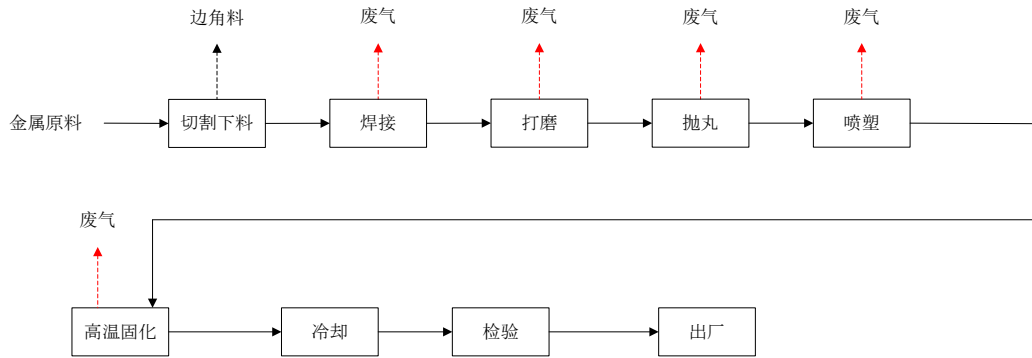 边角料 废气 废气 废气 废气
金属原料 切割下料 焊接 打磨 抛丸 喷塑
废气
高温固化 冷却 检验 出厂